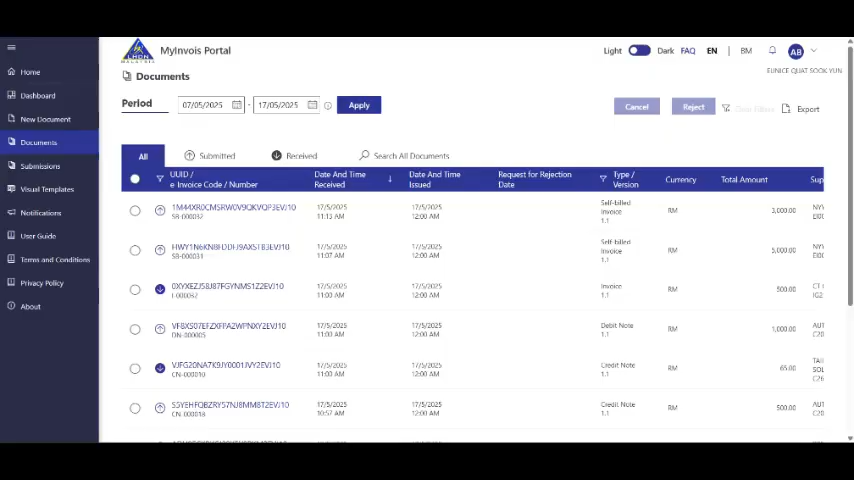 LHDN
MALAYSIA
MyInvois Portal
Light
Dark
FAQ
EN
|
BM
AB
EUNICE QUAT SOOK YUN
Home
Dashboard
New Document
Documents
Submissions
Visual Templates
Notifications
User Guide
Terms and Conditions
Privacy Policy
About
Documents
Period
07/05/2025
-
17/05/2025
Apply
Cancel
Reject
Clear Filters
Export
All
Submitted
Received
Search All Documents
UUID / e-Invoice Code / Number
Date And Time Received
Date And Time Issued
Request for Rejection Date
Type / Version
Currency
Total Amount
Sup
SB-000032
17/5/2025 11:13 AM
17/5/2025 12:00 AM
Self-billed Invoice 1.1
RM
3,000.00
SB-000031
17/5/2025 11:07 AM
17/5/2025 12:00 AM
Self-billed Invoice 1.1
RM
5,000.00
I-000032
17/5/2025 11:00 AM
17/5/2025 12:00 AM
Invoice 1.1
RM
500.00
DN-000005
17/5/2025 11:00 AM
17/5/2025 12:00 AM
Debit Note 1.1
RM
1,000.00
CN-000010
17/5/2025 11:00 AM
17/5/2025 12:00 AM
Credit Note 1.1
RM
65.00
CN-000018
17/5/2025 10:57 AM
17/5/2025 12:00 AM
Credit Note 1.1
RM
500.00